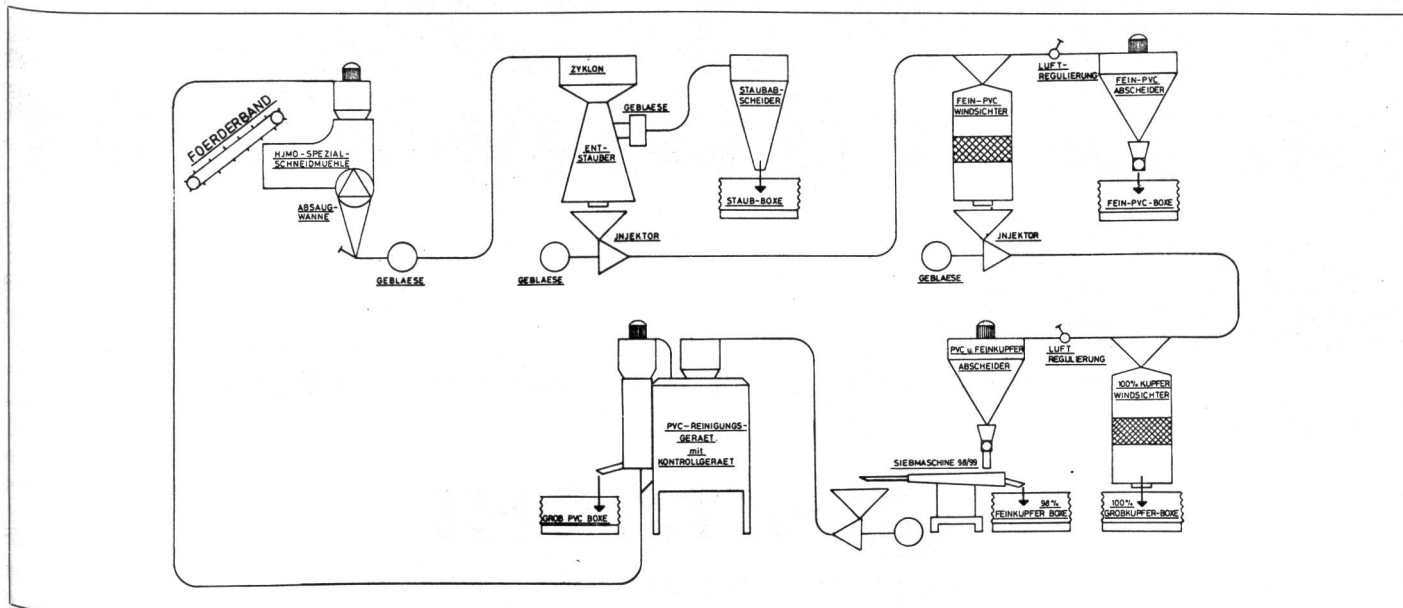 FOERDERBAND
HJMO-SPEZIAL-
SCHNEIDMUEHLE
ABSAUG-
WANNE
GEBLAESE
ZYKLON
ENT-
STAUBER
GEBLAESE
STAUBAB-
SCHEIDER
STAUB-BOXE
JNJEKTOR
GEBLAESE
FEIN-PVC
WINDSICHTER
LUFT-
REGULIERUNG
FEIN-PVC
ABSCHEIDER
FEIN-PVC-BOXE
JNJEKTOR
GEBLAESE
PVC-REINIGUNGS-
GERAET
mit
KONTROLLGERAET
GROB PVC BOXE
PVC u. FEINKUPFER
ABSCHEIDER
LUFT
REGULIERUNG
100% KUPFER
WINDSICHTER
SIEBMASCHINE 98/99
98%
FEINKUPFER BOXE
100%
GROBKUPFER-BOXE